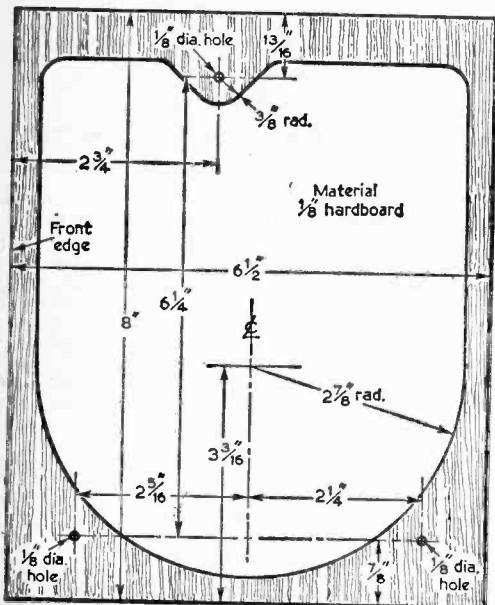 1/8" dia. hole
13/16"
3/8 rad.
2 3/4"
Material
1/8" hardboard
Front
edge
6 1/2"
6 1/4"
8"
℄
2 7/8" rad.
3 3/16"
2 5/16"
2 1/4"
1/8" dia.
hole
7/8"
1/8" dia.
hole